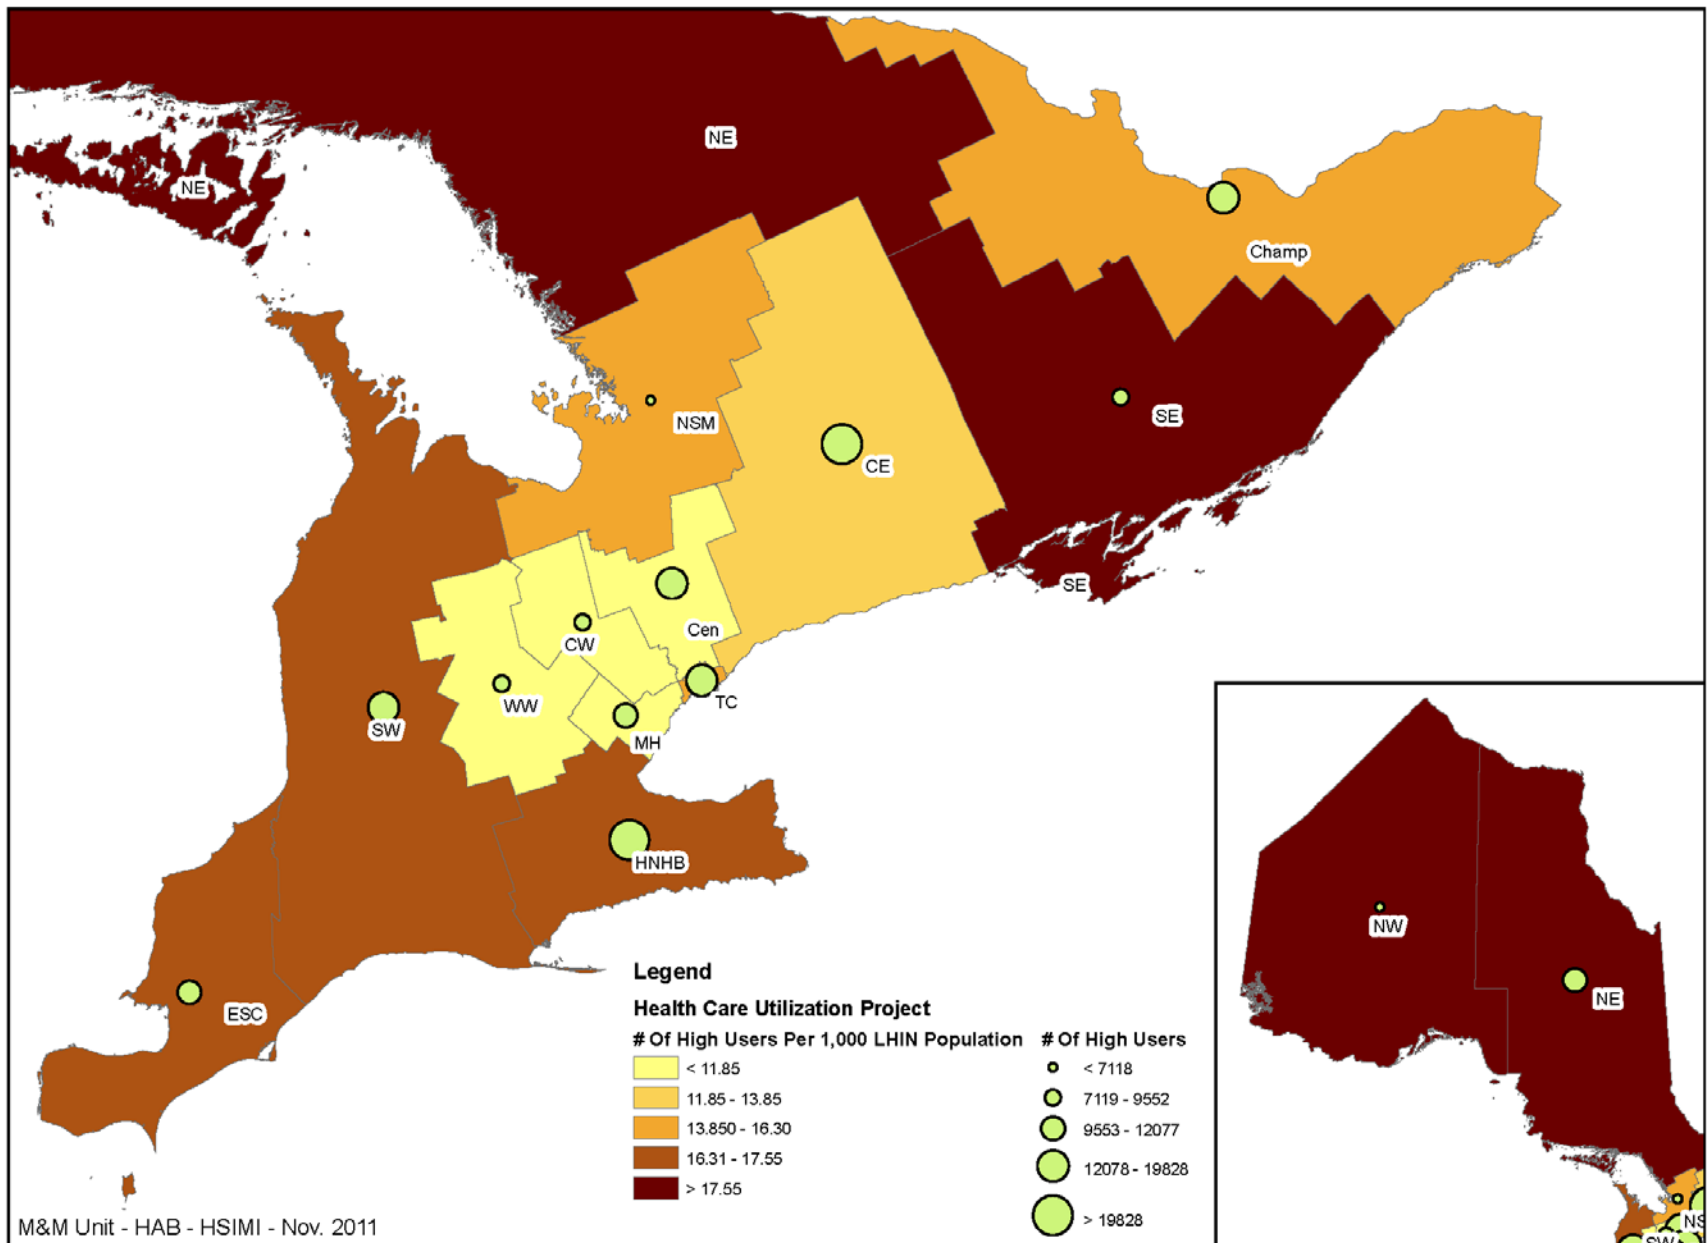 NE
NE
Champ
NSM
SE
CE
SE
Cen
CW
WW
TC
SW
MH
HNHB
ESC
NW
NE
Legend
Health Care Utilization Project
# Of High Users Per 1,000 LHIN Population
< 11.85
11.85 - 13.85
13.850 - 16.30
16.31 - 17.55
> 17.55
# Of High Users
< 7118
7119 - 9552
9553 - 12077
12078 - 19828
> 19828
NS
SW
M&M Unit - HAB - HSIMI - Nov. 2011